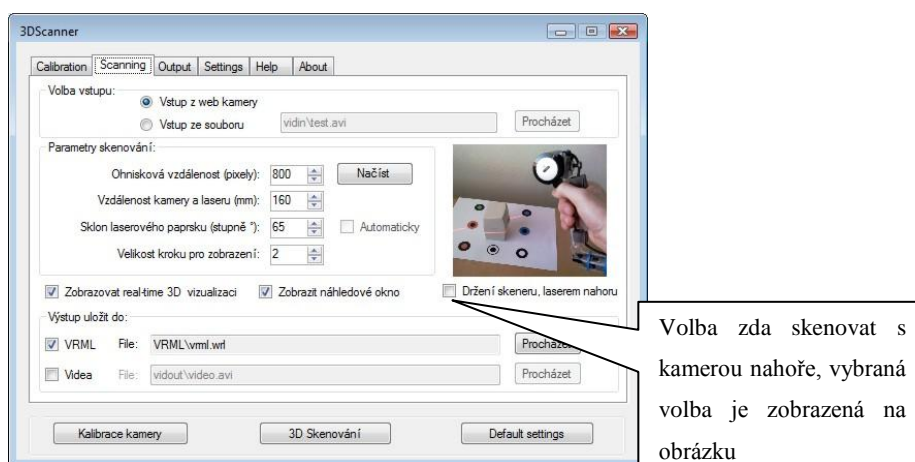 3DScanner
Calibration Scanning Output Settings Help About
Volba vstupu:
Vstup z web kamery
Vstup ze souboru vidin\test.avi Procházet
Parametry skenování:
Ohnisková vzdálenost (pixely): 800 Načíst
Vzdálenost kamery a laseru (mm): 160
Sklon laserového paprsku (stupně °): 65 Automaticky
Velikost kroku pro zobrazení: 2
Zobrazovat real-time 3D vizualizaci Zobrazit náhledové okno Držení skeneru, laserem nahoru
Výstup uložit do:
VRML File: VRML\vrml.wrl Procházet
Videa File: vidout\video.avi Procházet
Kalibrace kamery 3D Skenování Default settings
Volba zda skenovat s
kamerou nahoře, vybraná
volba je zobrazená na
obrázku